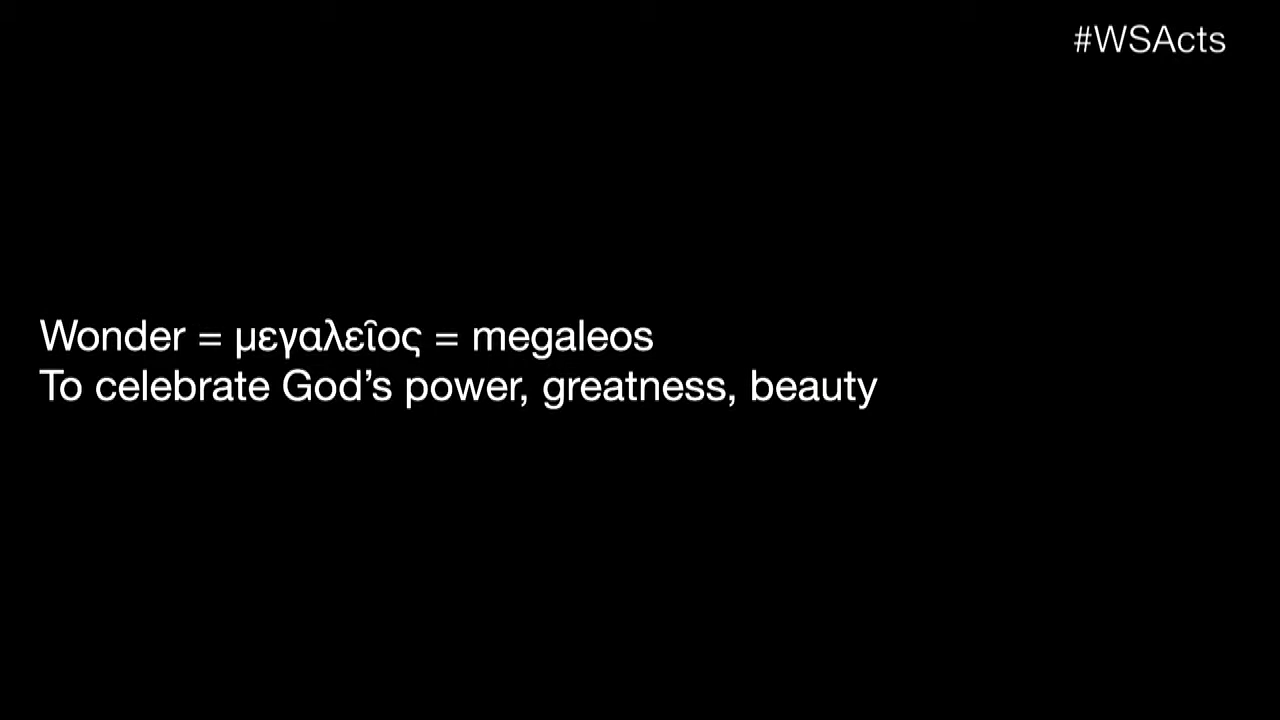 #WSActs
Wonder = μεγαλεῖος = megaleos
To celebrate God’s power, greatness, beauty